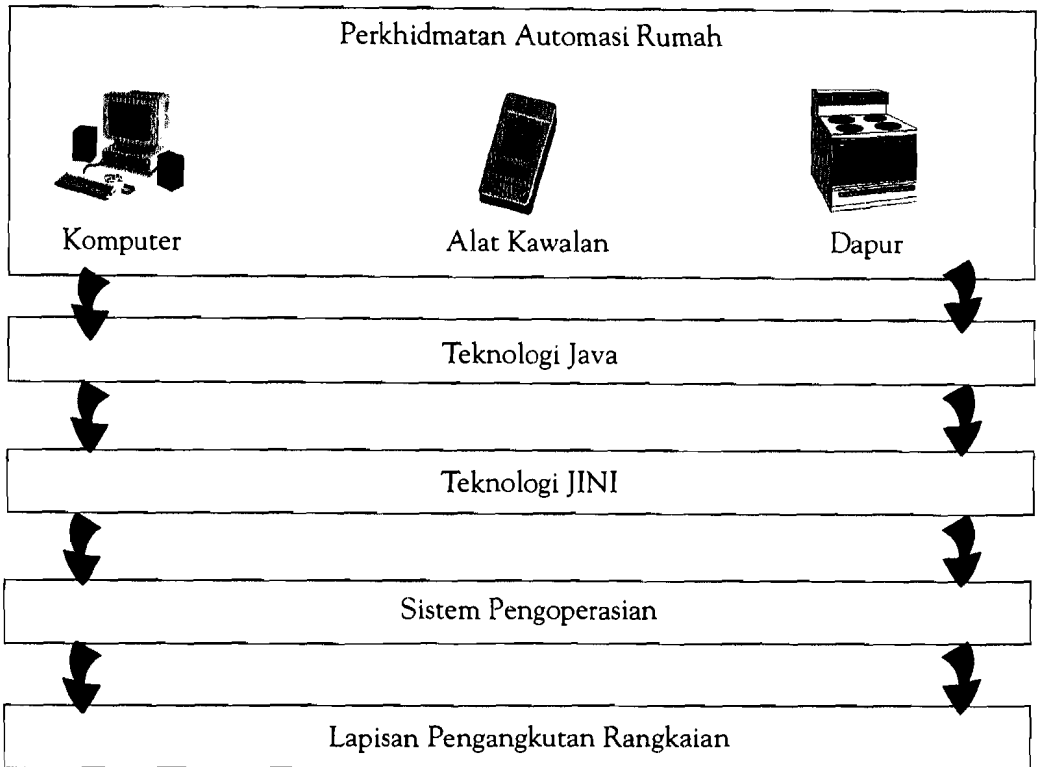 Perkhidmatan Automasi Rumah
Komputer
Alat Kawalan
Dapur
Teknologi Java
Teknologi JINI
Sistem Pengoperasian
Lapisan Pengangkutan Rangkaian